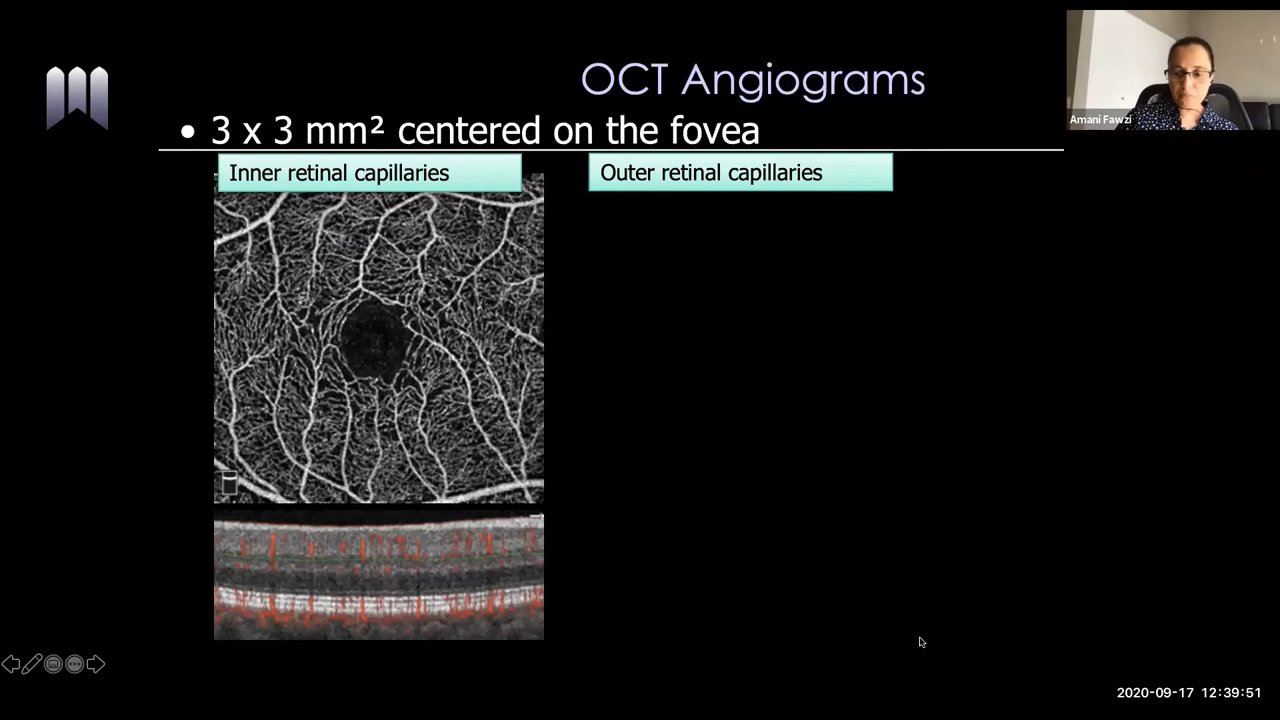 OCT Angiograms
Amani Fawzi
• 3 x 3 mm² centered on the fovea
Inner retinal capillaries
Outer retinal capillaries
2020-09-17 12:39:51